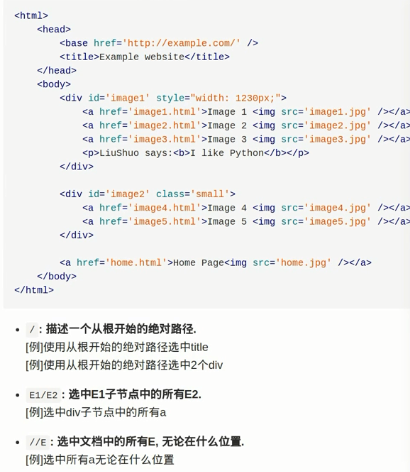 <html>
<head>
<base href='http://example.com/' />
<title>Example website</title>
</head>
<body>
<div id='image1' style="width: 1230px;">
<a href='image1.html'>Image 1 <img src='image1.jpg' /></a>
<a href='image2.html'>Image 2 <img src='image2.jpg' /></a>
<a href='image3.html'>Image 3 <img src='image3.jpg' /></a>
<p>LiuShuo says:<b>I like Python</b></p>
</div>
<div id='image2' class='small'>
<a href='image4.html'>Image 4 <img src='image4.jpg' /></a>
<a href='image5.html'>Image 5 <img src='image5.jpg' /></a>
</div>
<a href='home.html'>Home Page<img src='home.jpg' /></a>
</body>
</html>
• / : 描述一个从根开始的绝对路径.
[例]使用从根开始的绝对路径选中title
[例]使用从根开始的绝对路径选中2个div
• E1/E2 : 选中E1子节点中的所有E2.
[例]选中div子节点中的所有a
• //E : 选中文档中的所有E, 无论在什么位置.
[例]选中所有a无论在什么位置